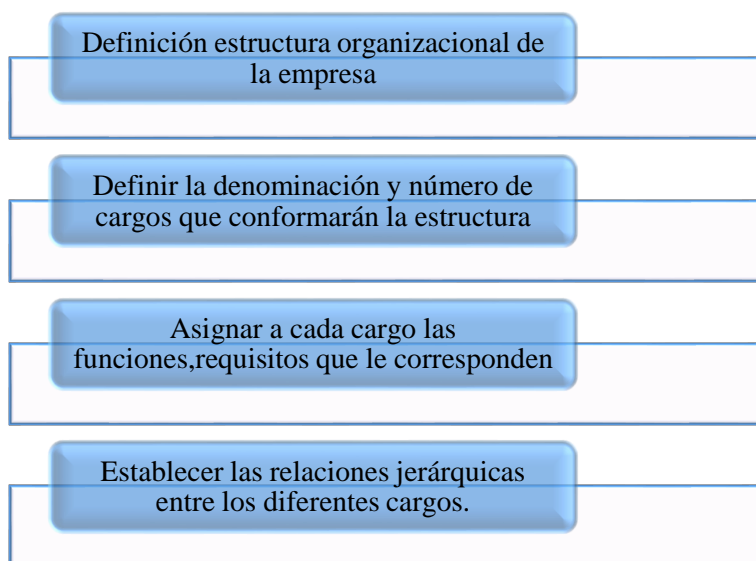 Definición estructura organizacional de
la empresa
Definir la denominación y número de
cargos que conformarán la estructura
Asignar a cada cargo las
funciones,requisitos que le corresponden
Establecer las relaciones jerárquicas
entre los diferentes cargos.